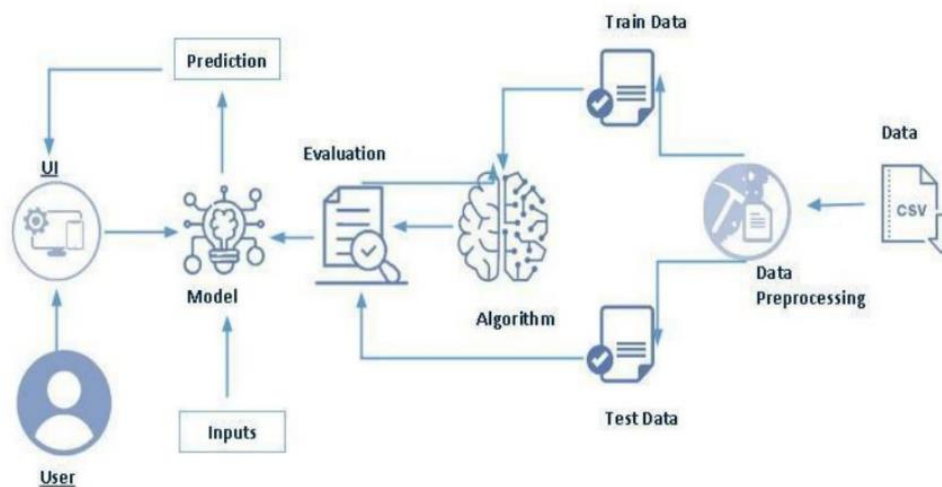 Train Data
Prediction
Data
Evaluation
UI
CSV
Model
Algorithm
Data
Preprocessing
Inputs
Test Data
User